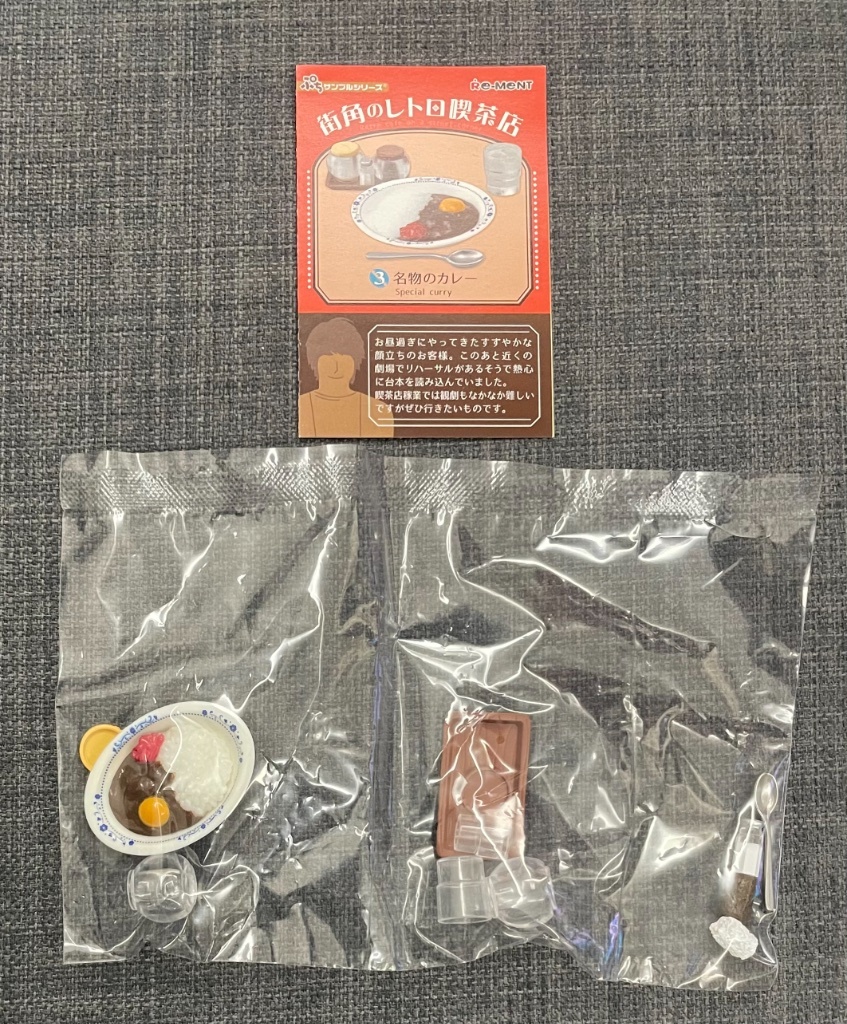 ぷちサンプルシリーズ®
Re-MeNT
街角のレトロ喫茶店
3 名物のカレー
Special curry
お昼過ぎにやってきたすずやかな
顔立ちのお客様。このあと近くの
劇場でリハーサルがあるそうで熱心
に台本を読み込んでいました。
喫茶店稼業では観劇もなかなか難しい
ですがぜひ行きたいものです。